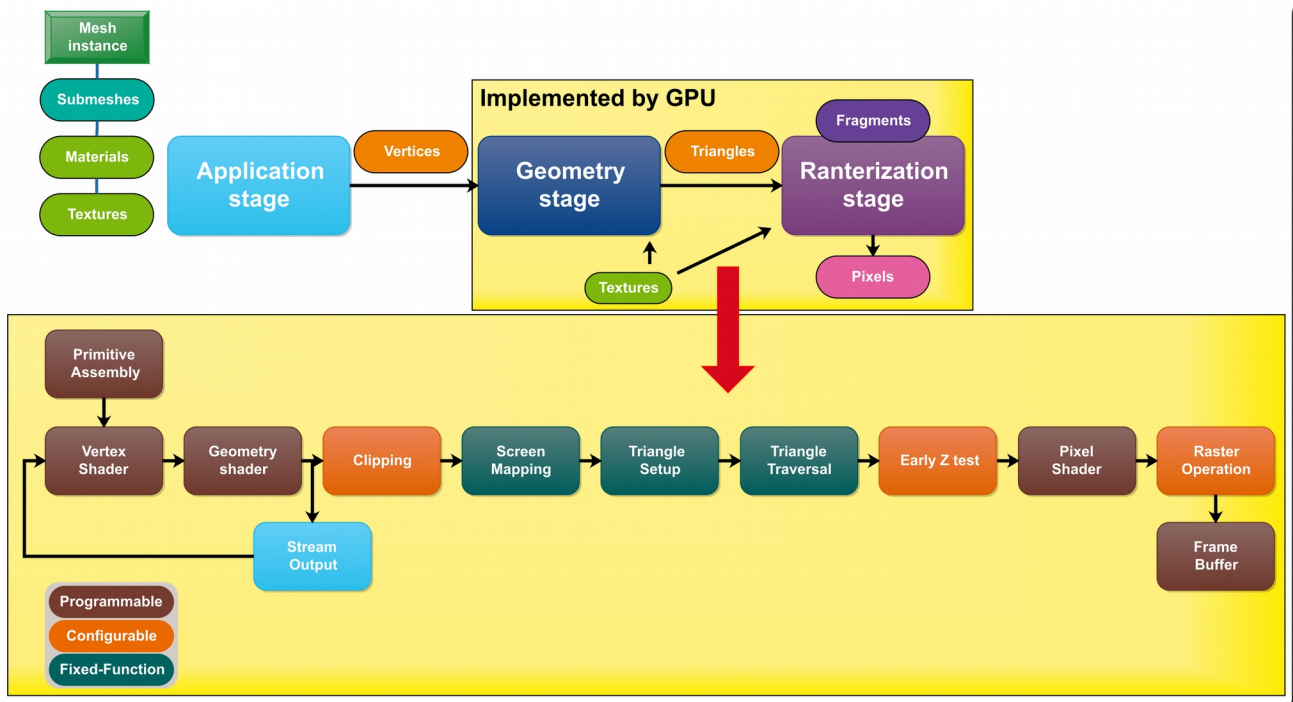 Mesh
instance
Submeshes
Materials
Textures
Application
stage
Vertices
Implemented by GPU
Geometry
stage
Triangles
Fragments
Ranterization
stage
Textures
Pixels
Primitive
Assembly
Vertex
Shader
Geometry
shader
Clipping
Screen
Mapping
Triangle
Setup
Triangle
Traversal
Early Z test
Pixel
Shader
Raster
Operation
Stream
Output
Frame
Buffer
Programmable
Configurable
Fixed-Function